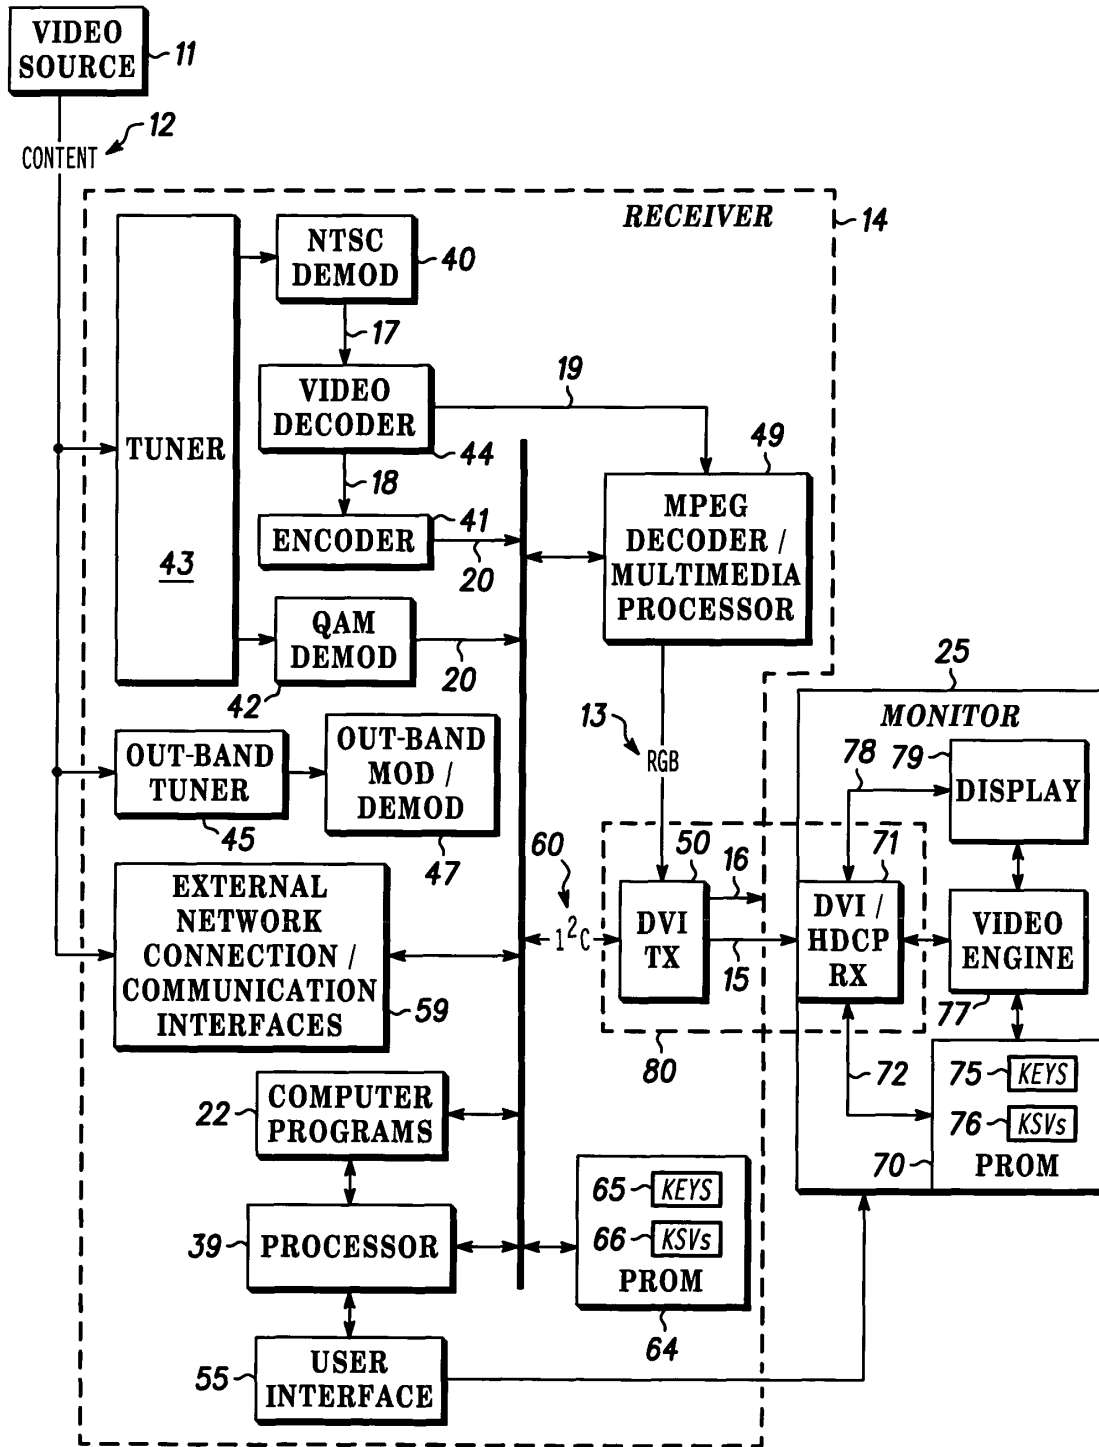 VIDEO
SOURCE
11
CONTENT
12
RECEIVER
14
TUNER
43
NTSC
DEMOD
40
17
VIDEO
DECODER
44
19
18
ENCODER
41
20
QAM
DEMOD
42
20
49
MPEG
DECODER /
MULTIMEDIA
PROCESSOR
13
RGB
OUT-BAND
TUNER
45
OUT-BAND
MOD /
DEMOD
47
EXTERNAL
NETWORK
CONNECTION /
COMMUNICATION
INTERFACES
59
60
1²C
50
DVI
TX
16
15
80
25
MONITOR
78
79
DISPLAY
71
DVI /
HDCP
RX
VIDEO
ENGINE
77
72
75
KEYS
76
KSVs
70
PROM
22
COMPUTER
PROGRAMS
39
PROCESSOR
55
USER
INTERFACE
65
KEYS
66
KSVs
PROM
64